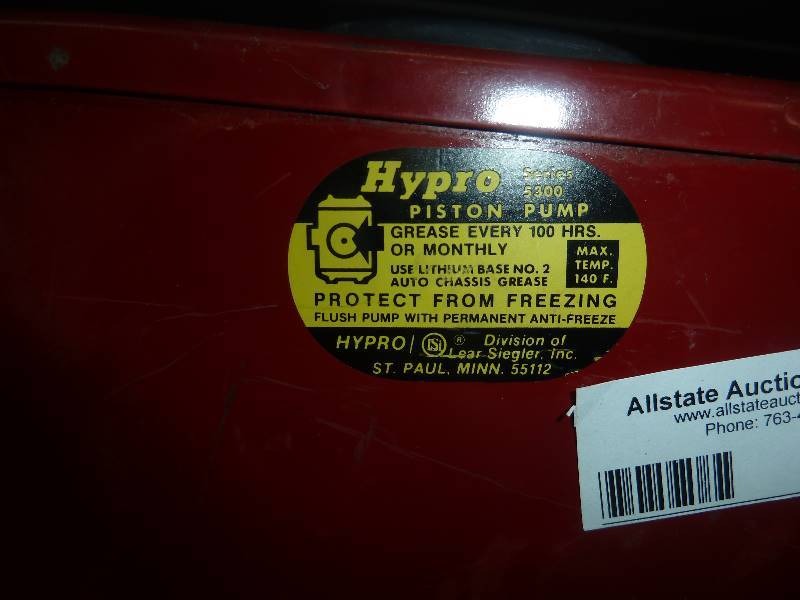 Hypro Series
5300
PISTON PUMP
GREASE EVERY 100 HRS.
OR MONTHLY
USE LITHIUM BASE NO. 2
AUTO CHASSIS GREASE
MAX.
TEMP.
140 F.
PROTECT FROM FREEZING
FLUSH PUMP WITH PERMANENT ANTI-FREEZE
HYPRO / LSI ® Division of
Lear Siegler, Inc.
ST. PAUL, MINN. 55112
Allstate Auctio
www.allstateauct
Phone: 763-4